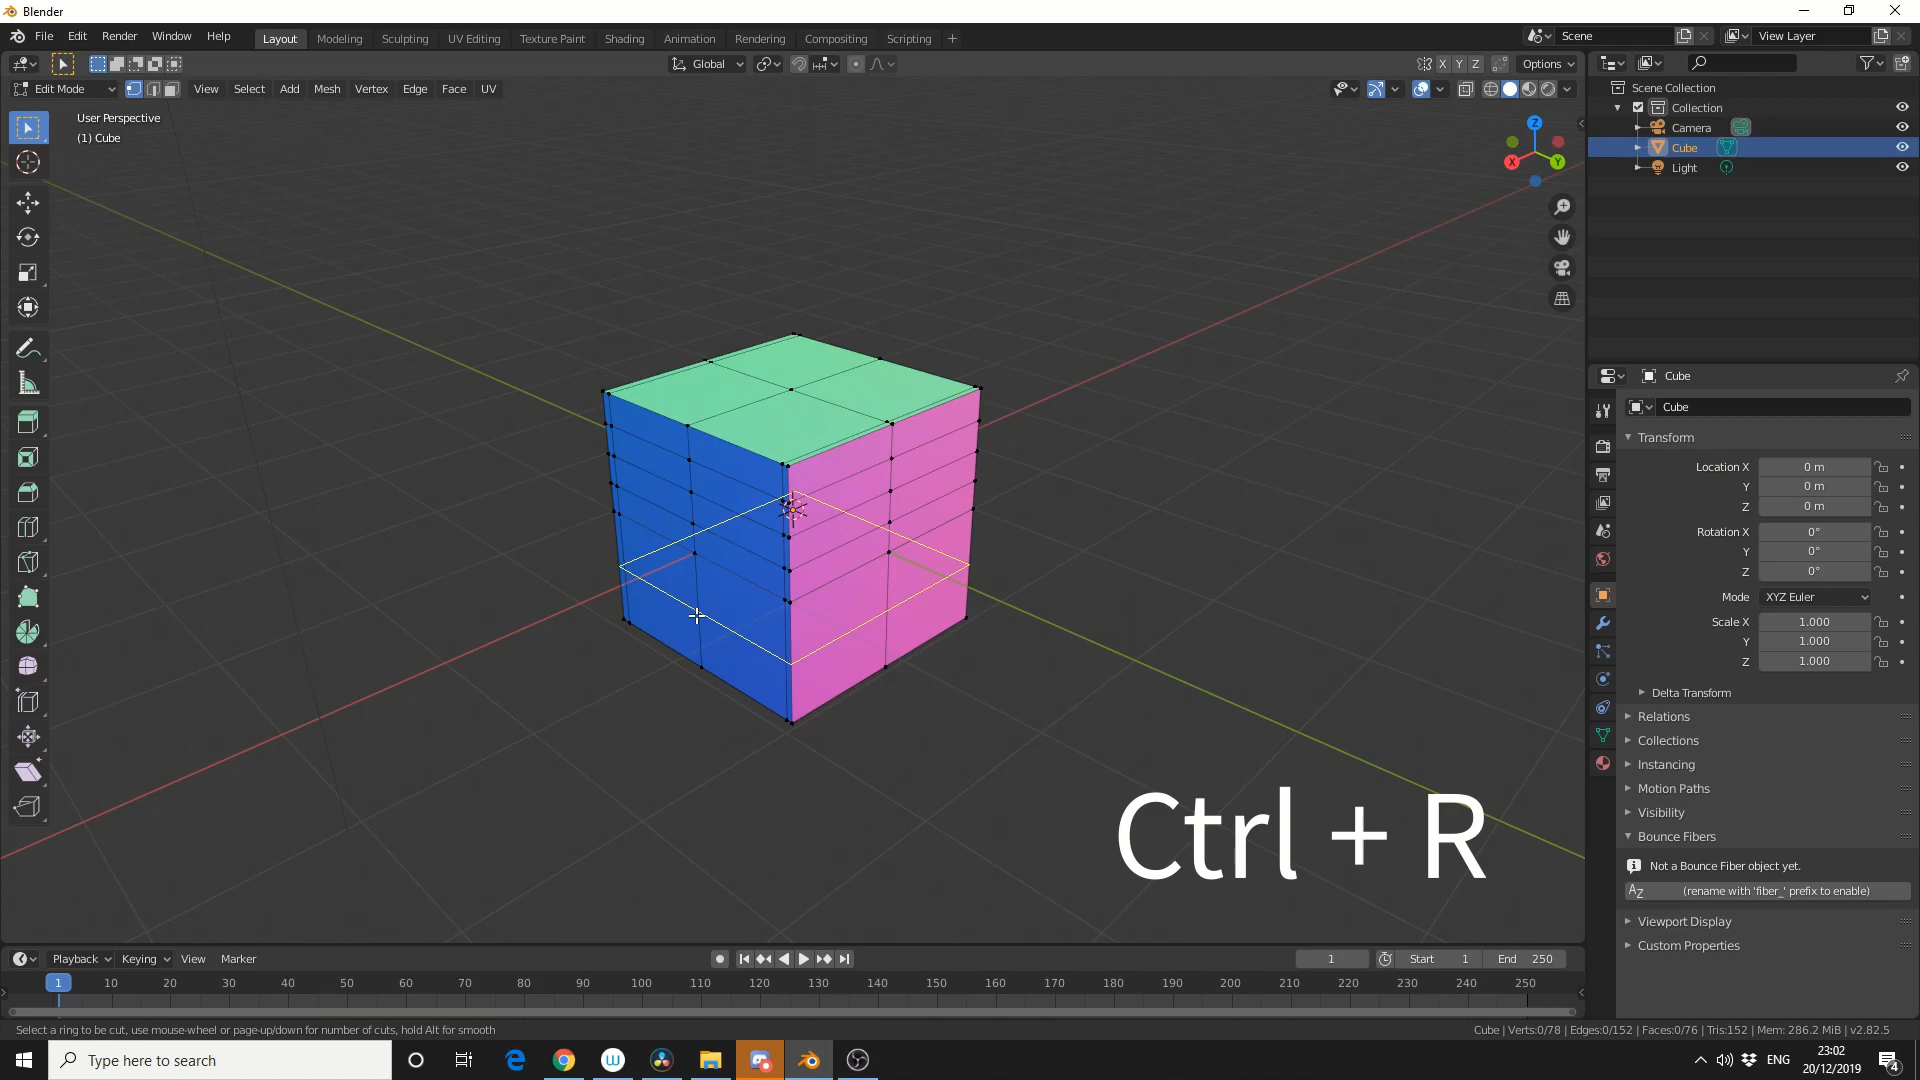 Blender
File Edit Render Window Help
Layout Modeling Sculpting UV Editing Texture Paint Shading Animation Rendering Compositing Scripting +
Scene
View Layer
Global
X Y Z
Options
Edit Mode
View Select Add Mesh Vertex Edge Face UV
User Perspective
(1) Cube
Z
X
Y
Scene Collection
Collection
Camera
Cube
Light
Cube
Cube
Transform
Location X 0 m
Y 0 m
Z 0 m
Rotation X 0°
Y 0°
Z 0°
Mode XYZ Euler
Scale X 1.000
Y 1.000
Z 1.000
Delta Transform
Relations
Collections
Instancing
Motion Paths
Visibility
Bounce Fibers
Not a Bounce Fiber object yet.
AZ (rename with 'fiber_' prefix to enable)
Viewport Display
Custom Properties
Ctrl + R
Playback Keying View Marker
1
Start 1
End 250
1 10 20 30 40 50 60 70 80 90 100 110 120 130 140 150 160 170 180 190 200 210 220 230 240 250
Select a ring to be cut, use mouse-wheel or page-up/down for number of cuts, hold Alt for smooth
Cube | Verts:0/78 | Edges:0/152 | Faces:0/76 | Tris:152 | Mem: 286.2 MiB | v2.82.5
Type here to search
ENG
23:02
20/12/2019
4